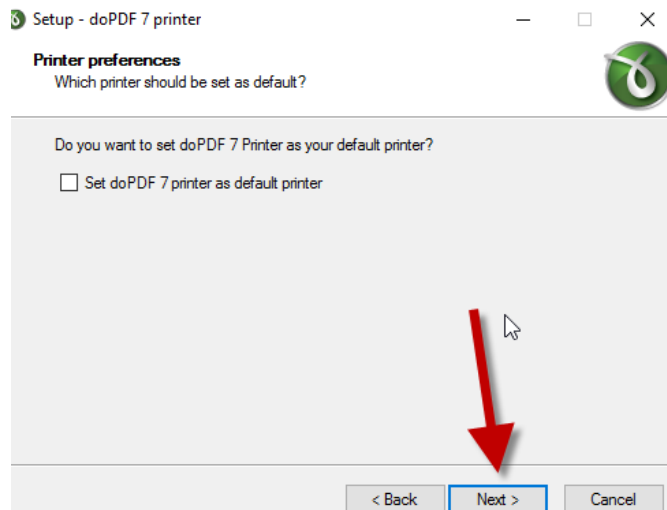 Setup - doPDF 7 printer
Printer preferences
Which printer should be set as default?
Do you want to set doPDF 7 Printer as your default printer?
Set doPDF 7 printer as default printer
< Back Next > Cancel